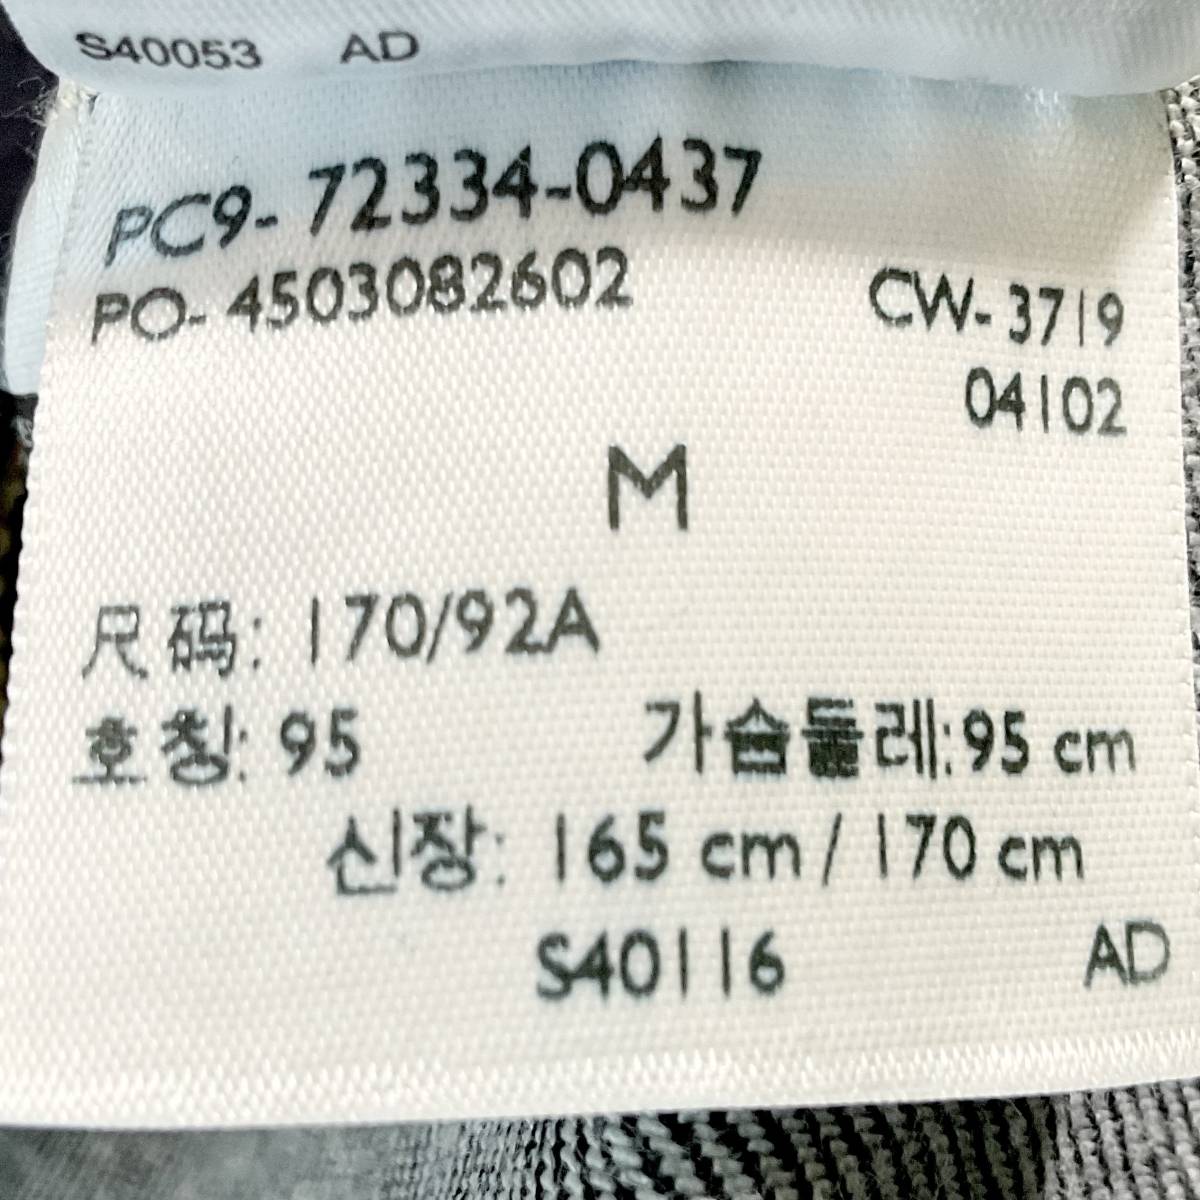 S40053 AD
PC9-72334-0437
PO-4503082602
CW-3719
04102
M
尺码: 170/92A
호칭: 95 가슴둘레:95 cm
신장: 165 cm / 170 cm
S40116 AD